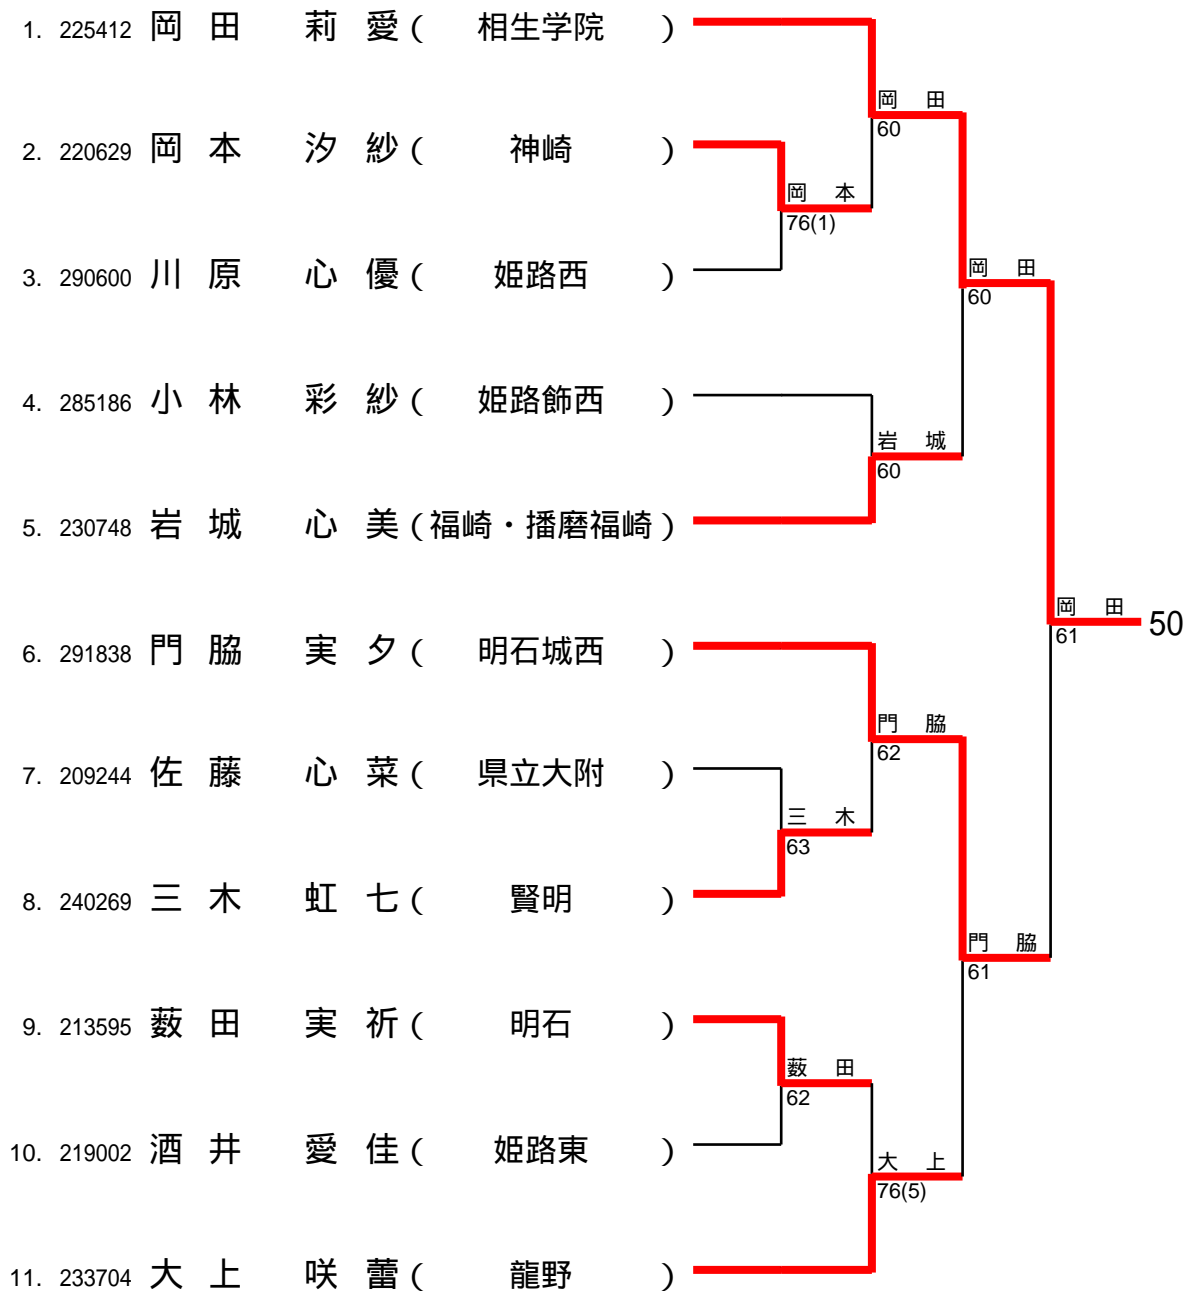 1. 225412 岡 田 莉 愛 ( 相生学院 )
岡 田
60
2. 220629 岡 本 汐 紗 ( 神崎 )
岡 本
76(1)
3. 290600 川 原 心 優 ( 姫路西 )
岡 田
60
4. 285186 小 林 彩 紗 ( 姫路飾西 )
岩 城
60
5. 230748 岩 城 心 美 ( 福崎・播磨福崎 )
岡 田 50
61
6. 291838 門 脇 実 夕 ( 明石城西 )
門 脇
62
7. 209244 佐 藤 心 菜 ( 県立大附 )
三 木
63
8. 240269 三 木 虹 七 ( 賢明 )
門 脇
61
9. 213595 薮 田 実 祈 ( 明石 )
薮 田
62
10. 219002 酒 井 愛 佳 ( 姫路東 )
大 上
76(5)
11. 233704 大 上 咲 蕾 ( 龍野 )